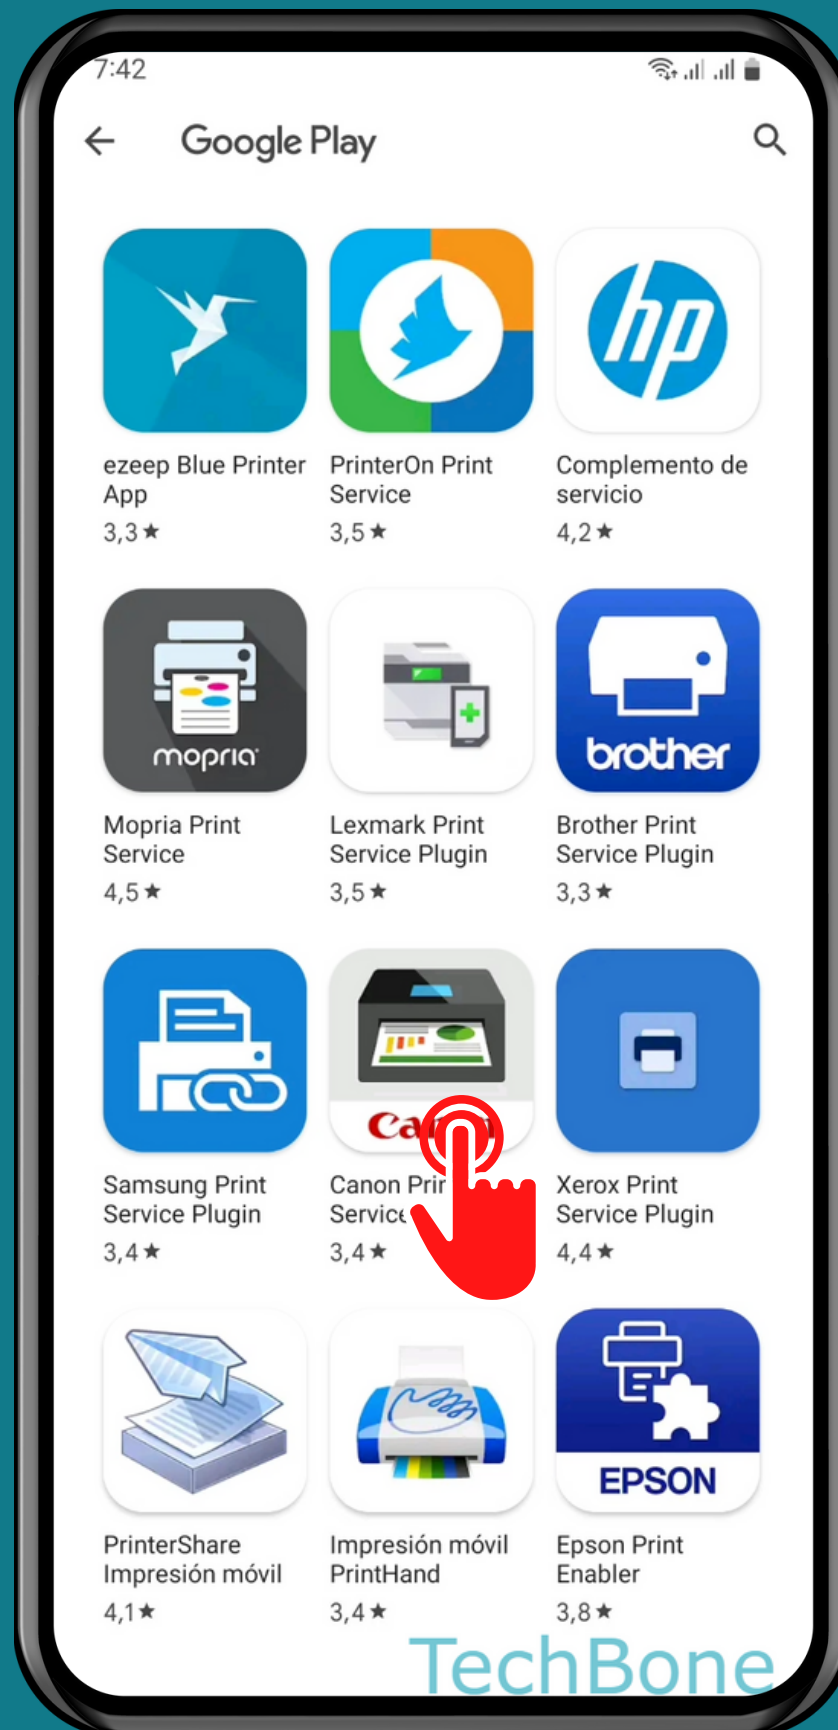 7:42
Google Play
hp
ezeep Blue Printer
App
3,3★
PrinterOn Print
Service
3,5★
Complemento de
servicio
4,2★
mopria
brother
Mopria Print
Service
4,5★
Lexmark Print
Service Plugin
3,5★
Brother Print
Service Plugin
3,3★
Samsung Print
Service Plugin
3,4★
Canon
Service
3,4★
Xerox Print
Service Plugin
4,4★
EPSON
PrinterShare
Impresión móvil
4,1★
Impresión móvil
PrintHand
3,4★
Epson Print
Enabler
3,8★
TechBone